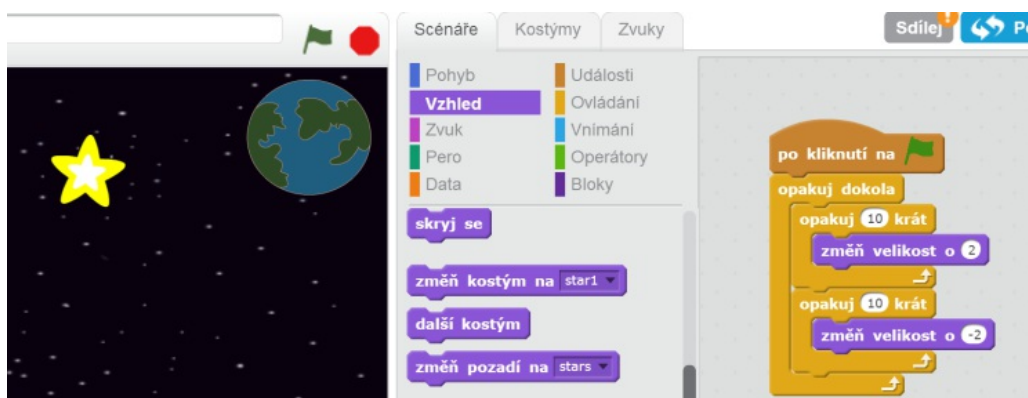 Scénáře Kostýmy Zvuky Sdílej
Pohyb Události
Vzhled Ovládání
Zvuk Vnímání
Pero Operátory
Data Bloky
skryj se
změň kostým na star1
další kostým
změň pozadí na stars
po kliknutí na
opakuj dokola
opakuj 10 krát
změň velikost o 2
opakuj 10 krát
změň velikost o -2